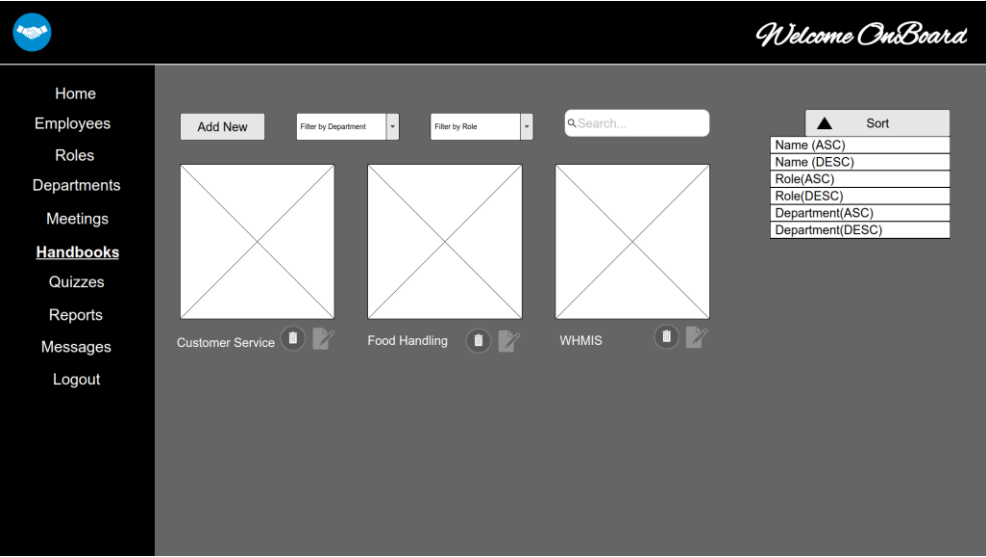 Welcome OnBoard
Home
Employees
Roles
Departments
Meetings
Handbooks
Quizzes
Reports
Messages
Logout
Add New
Filter by Department
Filter by Role
Search...
Sort
Name (ASC)
Name (DESC)
Role(ASC)
Role(DESC)
Department(ASC)
Department(DESC)
Customer Service
Food Handling
WHMIS